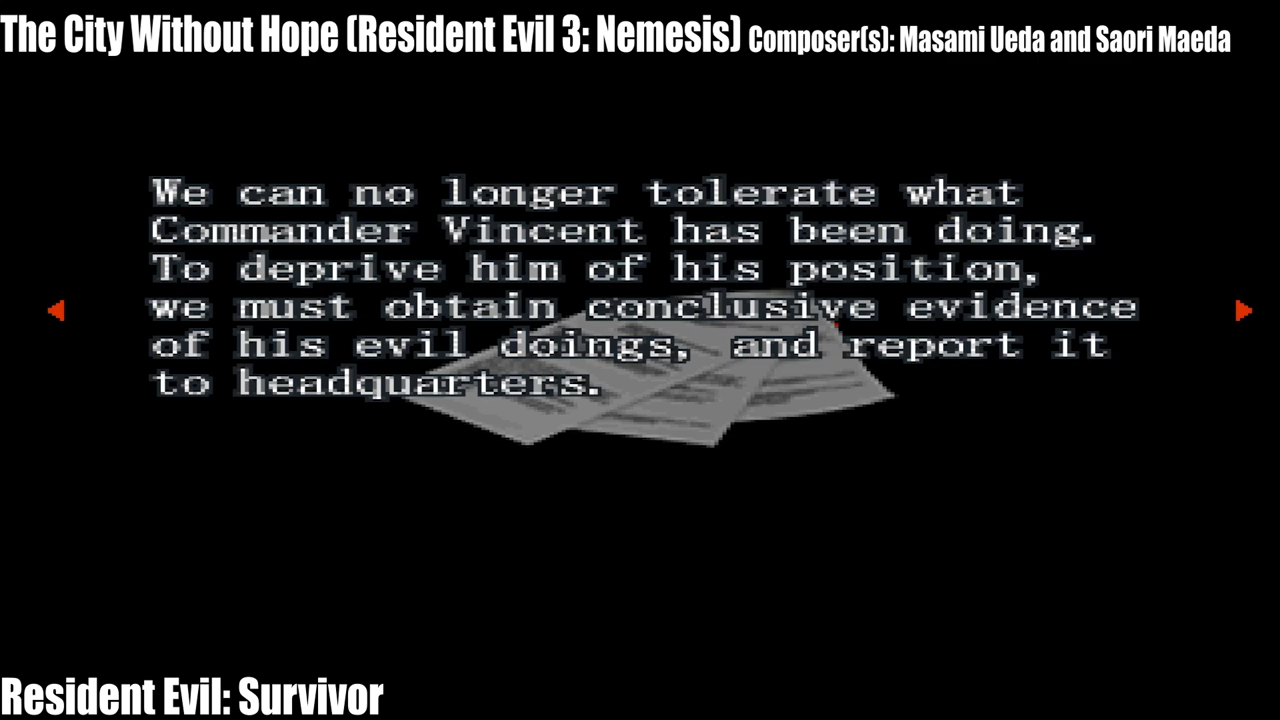 The City Without Hope (Resident Evil 3: Nemesis) Composer(s): Masami Ueda and Saori Maeda
We can no longer tolerate what
Commander Vincent has been doing.
To deprive him of his position,
we must obtain conclusive evidence
of his evil doings, and report it
to headquarters.
Resident Evil: Survivor